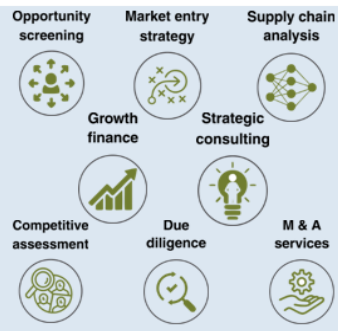 Opportunity
screening
Market entry
strategy
Supply chain
analysis
Growth
finance
Strategic
consulting
Competitive
assessment
Due
diligence
M & A
services